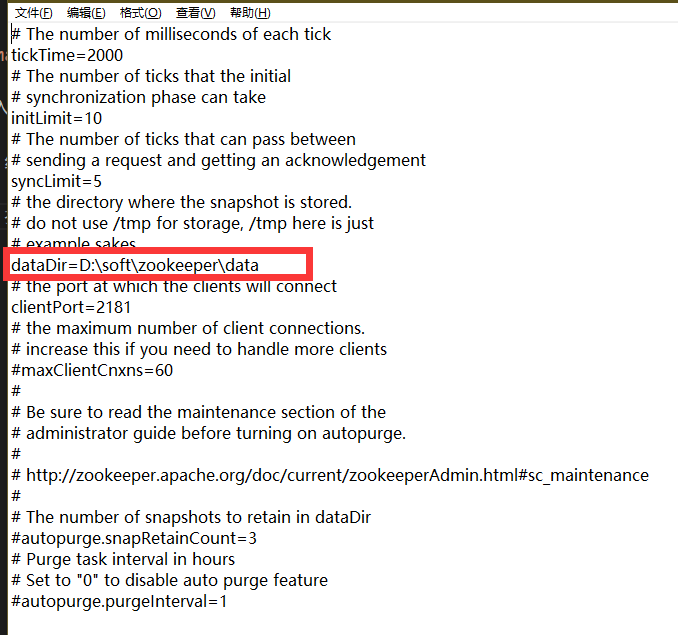 文件(F) 编辑(E) 格式(O) 查看(V) 帮助(H)
# The number of milliseconds of each tick
tickTime=2000
# The number of ticks that the initial
# synchronization phase can take
initLimit=10
# The number of ticks that can pass between
# sending a request and getting an acknowledgement
syncLimit=5
# the directory where the snapshot is stored.
# do not use /tmp for storage, /tmp here is just
# example sakes.
dataDir=D:\soft\zookeeper\data
# the port at which the clients will connect
clientPort=2181
# the maximum number of client connections.
# increase this if you need to handle more clients
#maxClientCnxns=60
#
# Be sure to read the maintenance section of the
# administrator guide before turning on autopurge.
#
# http://zookeeper.apache.org/doc/current/zookeeperAdmin.html#sc_maintenance
#
# The number of snapshots to retain in dataDir
#autopurge.snapRetainCount=3
# Purge task interval in hours
# Set to "0" to disable auto purge feature
#autopurge.purgeInterval=1